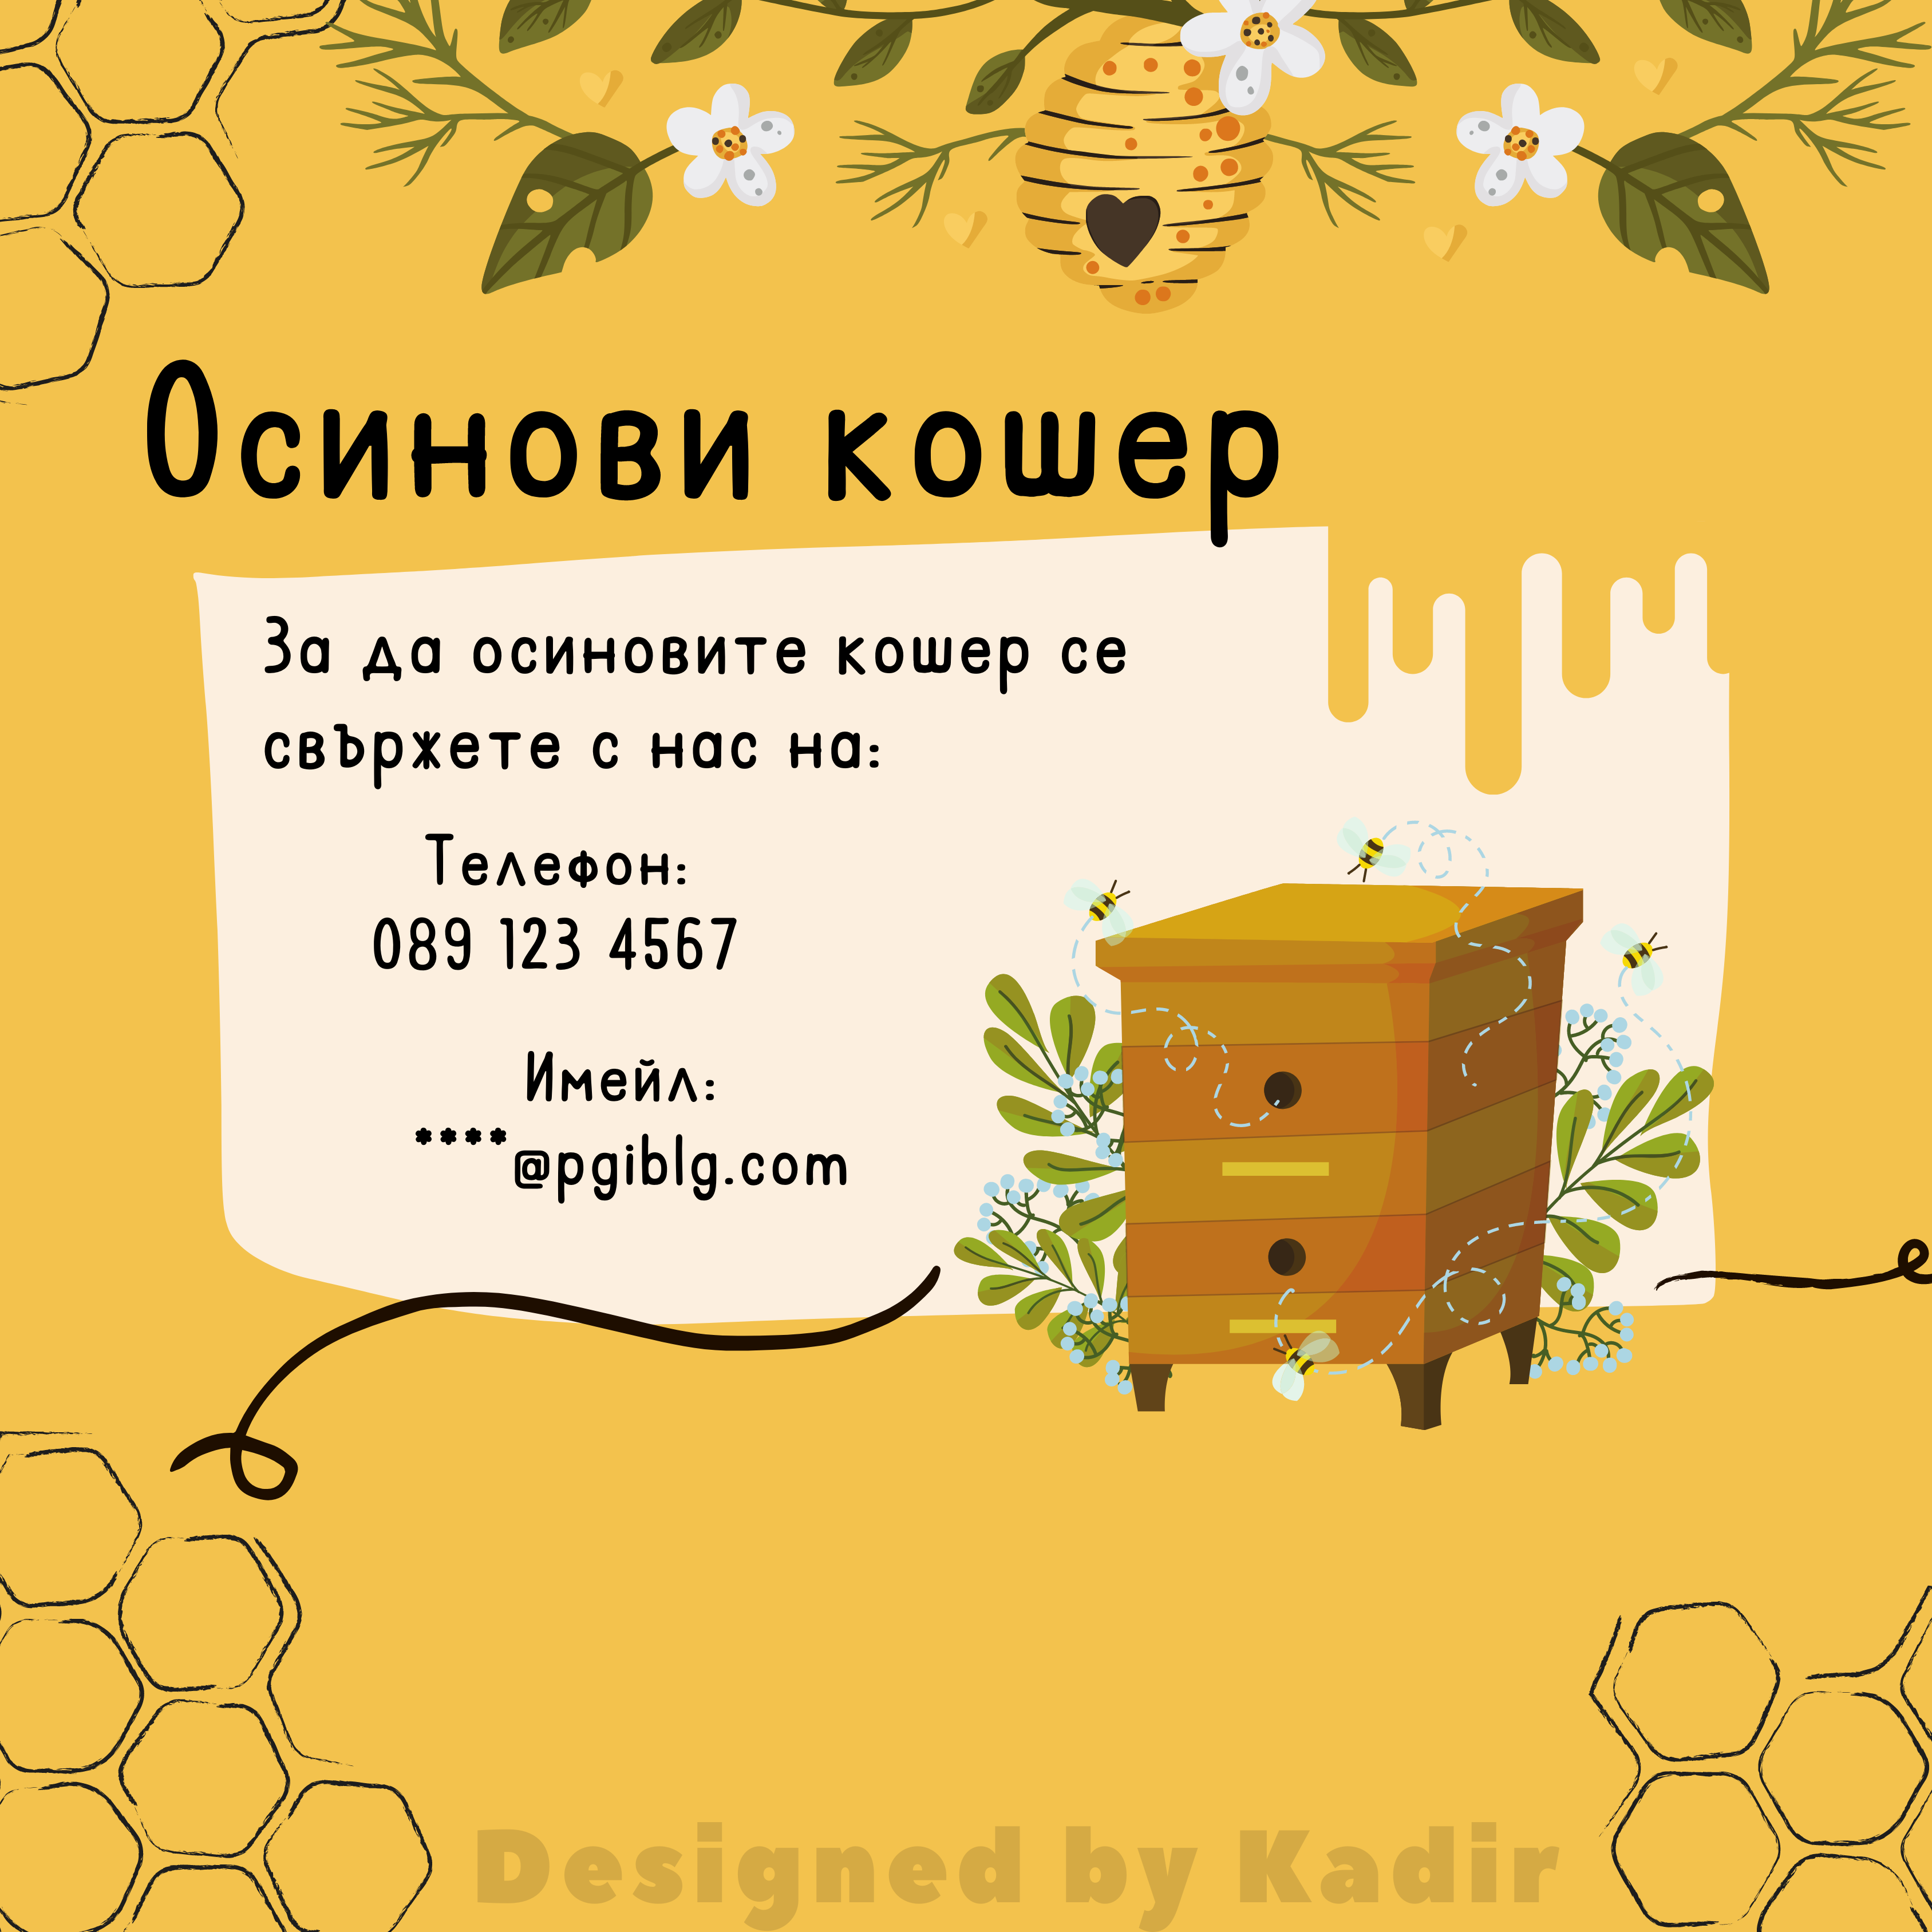 Осинови кошер
За да осиновите кошер се
свържете с нас на:
Телефон:
089 123 4567
Имейл:
****@pgiblg.com
Designed by Kadir